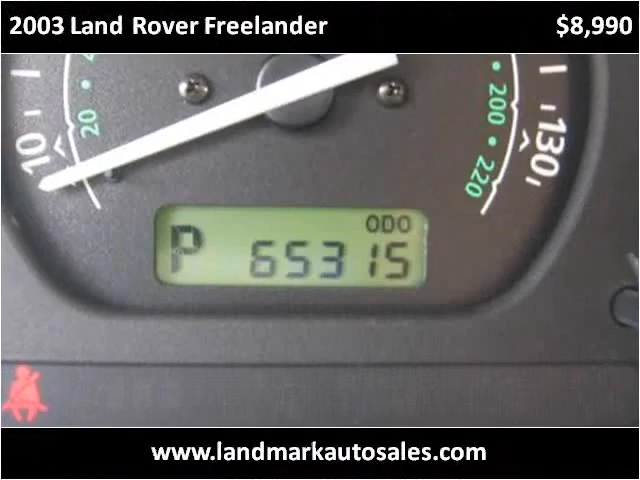 2003 Land Rover Freelander $8,990
10 20 200 130
220
ODO
P 65315
www.landmarkautosales.com